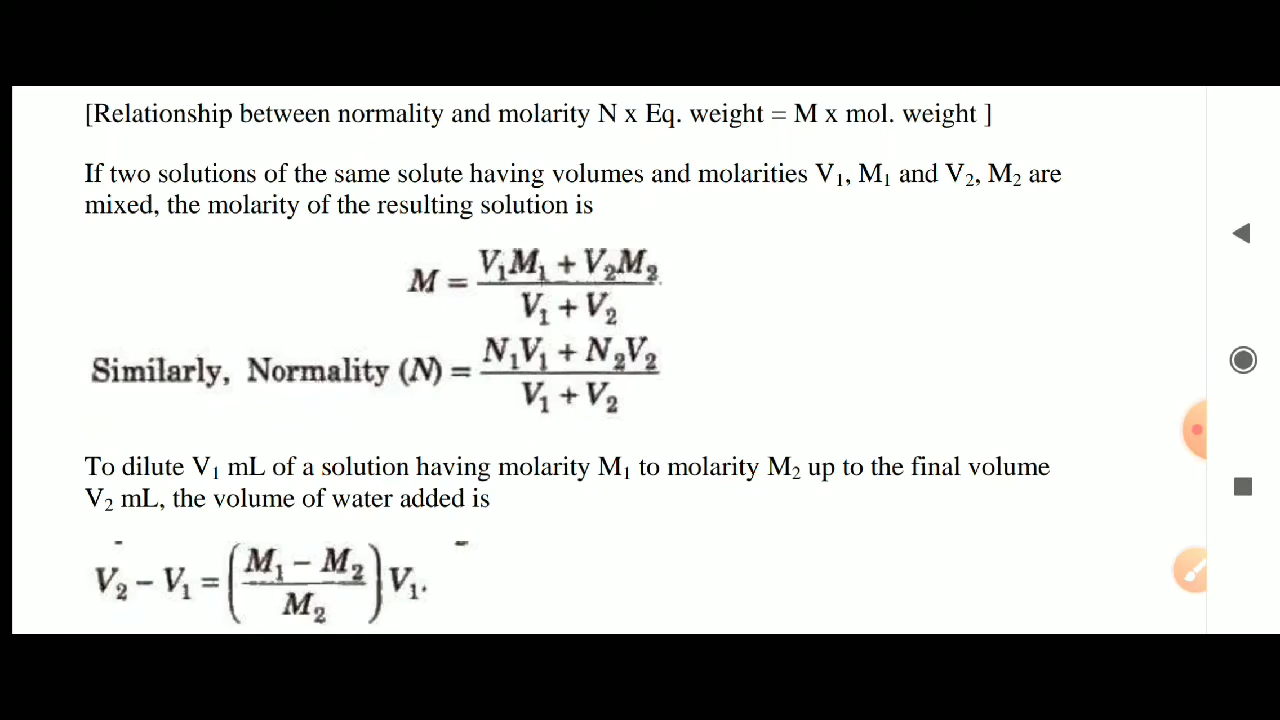 [Relationship between normality and molarity N x Eq. weight = M x mol. weight ]
If two solutions of the same solute having volumes and molarities V₁, M₁ and V₂, M₂ are
mixed, the molarity of the resulting solution is
M = (V₁M₁ + V₂M₂) / (V₁ + V₂)
Similarly, Normality (N) = (N₁V₁ + N₂V₂) / (V₁ + V₂)
To dilute V₁ mL of a solution having molarity M₁ to molarity M₂ up to the final volume
V₂ mL, the volume of water added is
V₂ – V₁ = ((M₁ – M₂) / M₂) V₁.